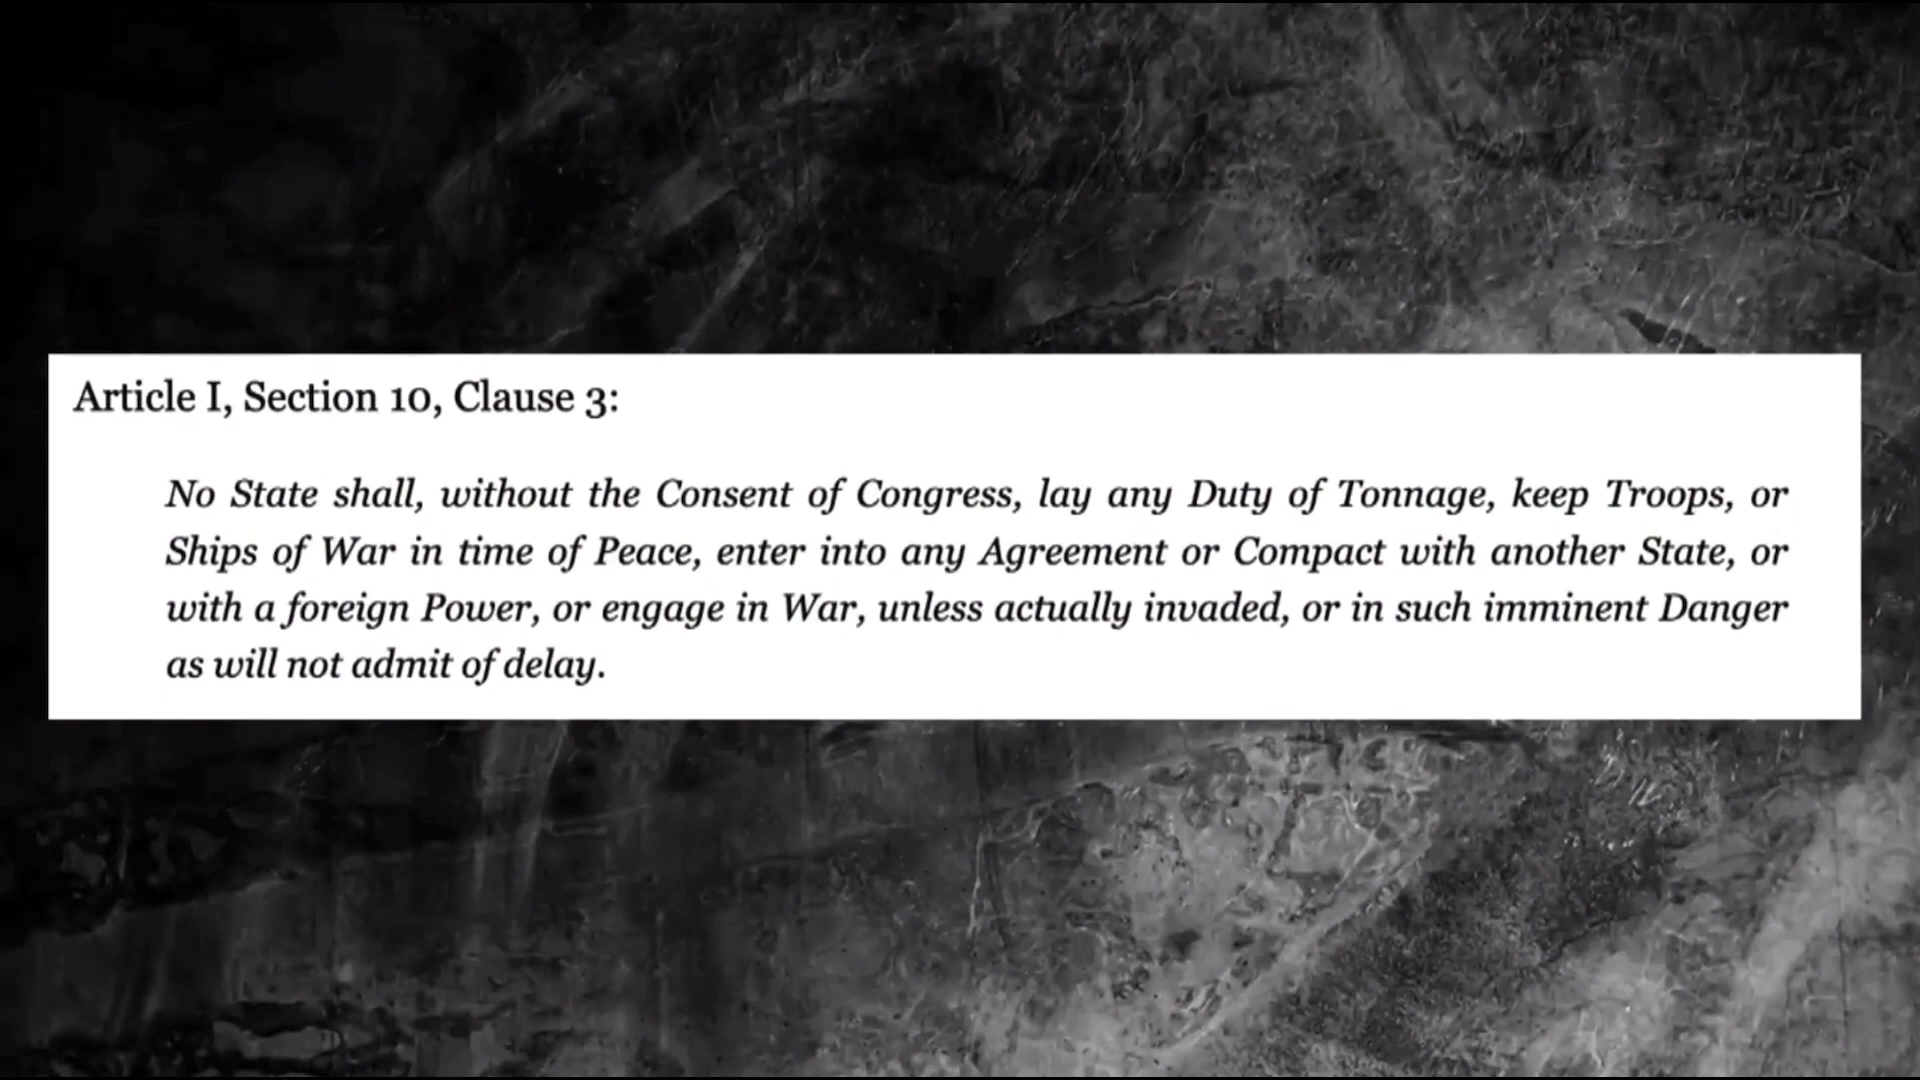 Article I, Section 10, Clause 3:
No State shall, without the Consent of Congress, lay any Duty of Tonnage, keep Troops, or
Ships of War in time of Peace, enter into any Agreement or Compact with another State, or
with a foreign Power, or engage in War, unless actually invaded, or in such imminent Danger
as will not admit of delay.